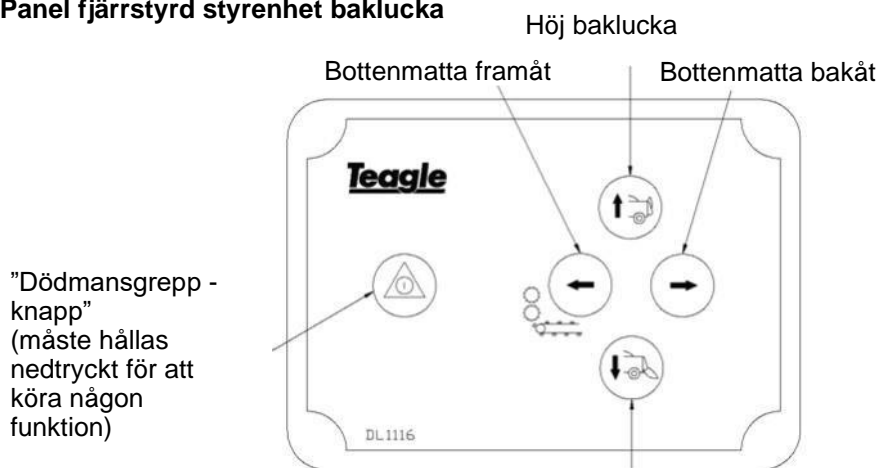 Panel fjärrstyrd styrenhet baklucka
Höj baklucka
Bottenmatta framåt
Bottenmatta bakåt
Teagle
”Dödmansgrepp -
knapp”
(måste hållas
nedtryckt för att
köra någon
funktion)
DL1116